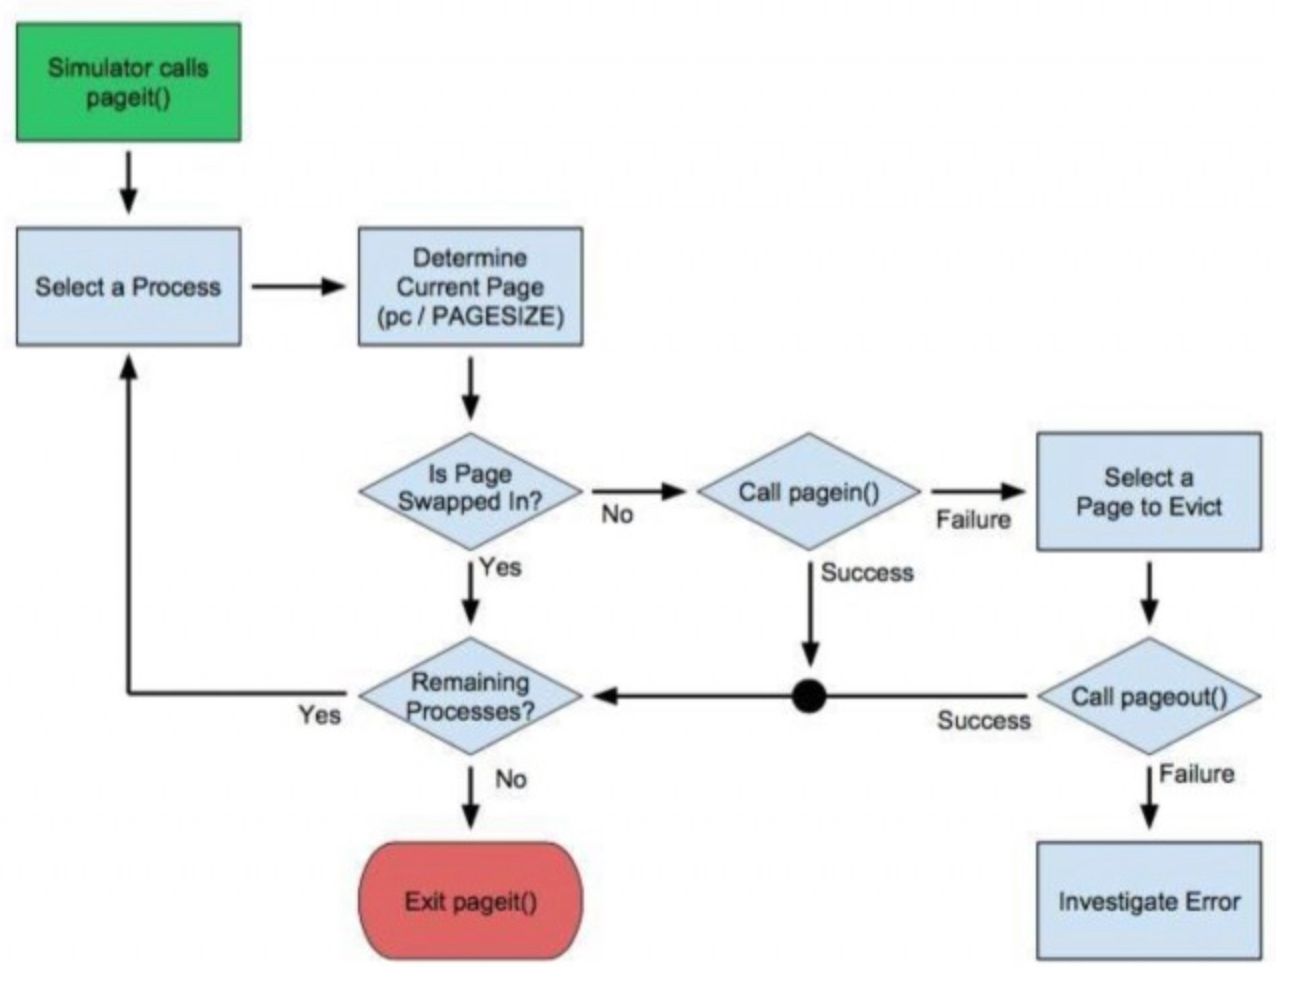 Simulator calls
pageit()
Select a Process
Determine
Current Page
(pc / PAGESIZE)
Is Page
Swapped In?
No
Call pagein()
Failure
Select a
Page to Evict
Yes
Success
Remaining
Processes?
Yes
Success
Call pageout()
No
Failure
Exit pageit()
Investigate Error